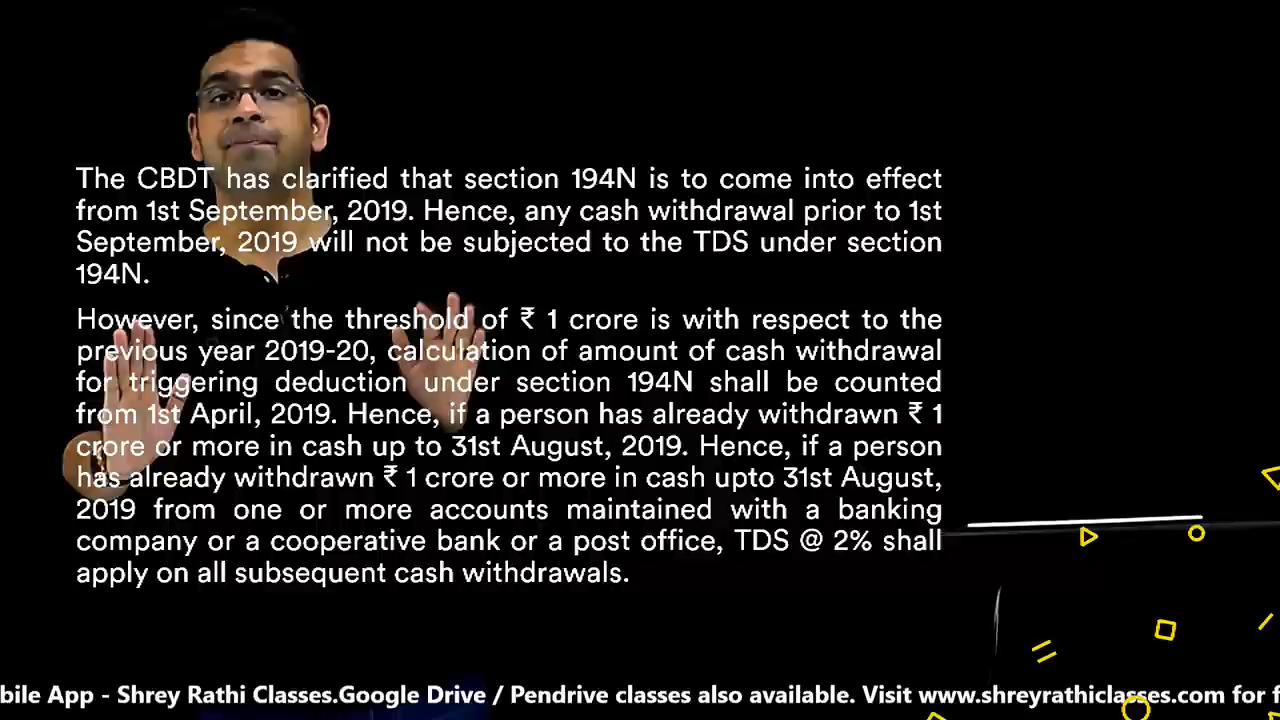 The CBDT has clarified that section 194N is to come into effect
from 1st September, 2019. Hence, any cash withdrawal prior to 1st
September, 2019 will not be subjected to the TDS under section
194N.
However, since the threshold of ₹ 1 crore is with respect to the
previous year 2019-20, calculation of amount of cash withdrawal
for triggering deduction under section 194N shall be counted
from 1st April, 2019. Hence, if a person has already withdrawn ₹ 1
crore or more in cash up to 31st August, 2019. Hence, if a person
has already withdrawn ₹ 1 crore or more in cash upto 31st August,
2019 from one or more accounts maintained with a banking
company or a cooperative bank or a post office, TDS @ 2% shall
apply on all subsequent cash withdrawals.
bile App - Shrey Rathi Classes.Google Drive / Pendrive classes also available. Visit www.shreyrathiclasses.com for f